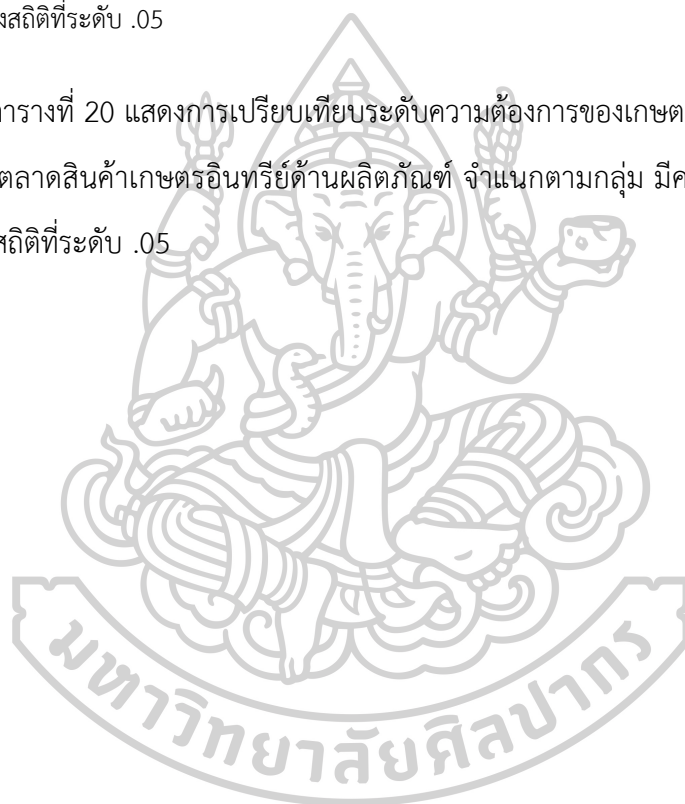 งสถิติที่ระดับ .05
ตารางที่ 20 แสดงการเปรียบเทียบระดับความต้องการของเกษต
ตลาดสินค้าเกษตรอินทรีย์ด้านผลิตภัณฑ์ จำแนกตามกลุ่ม มีค
สถิติที่ระดับ .05
มหาวิทยาลัยศิลปากร